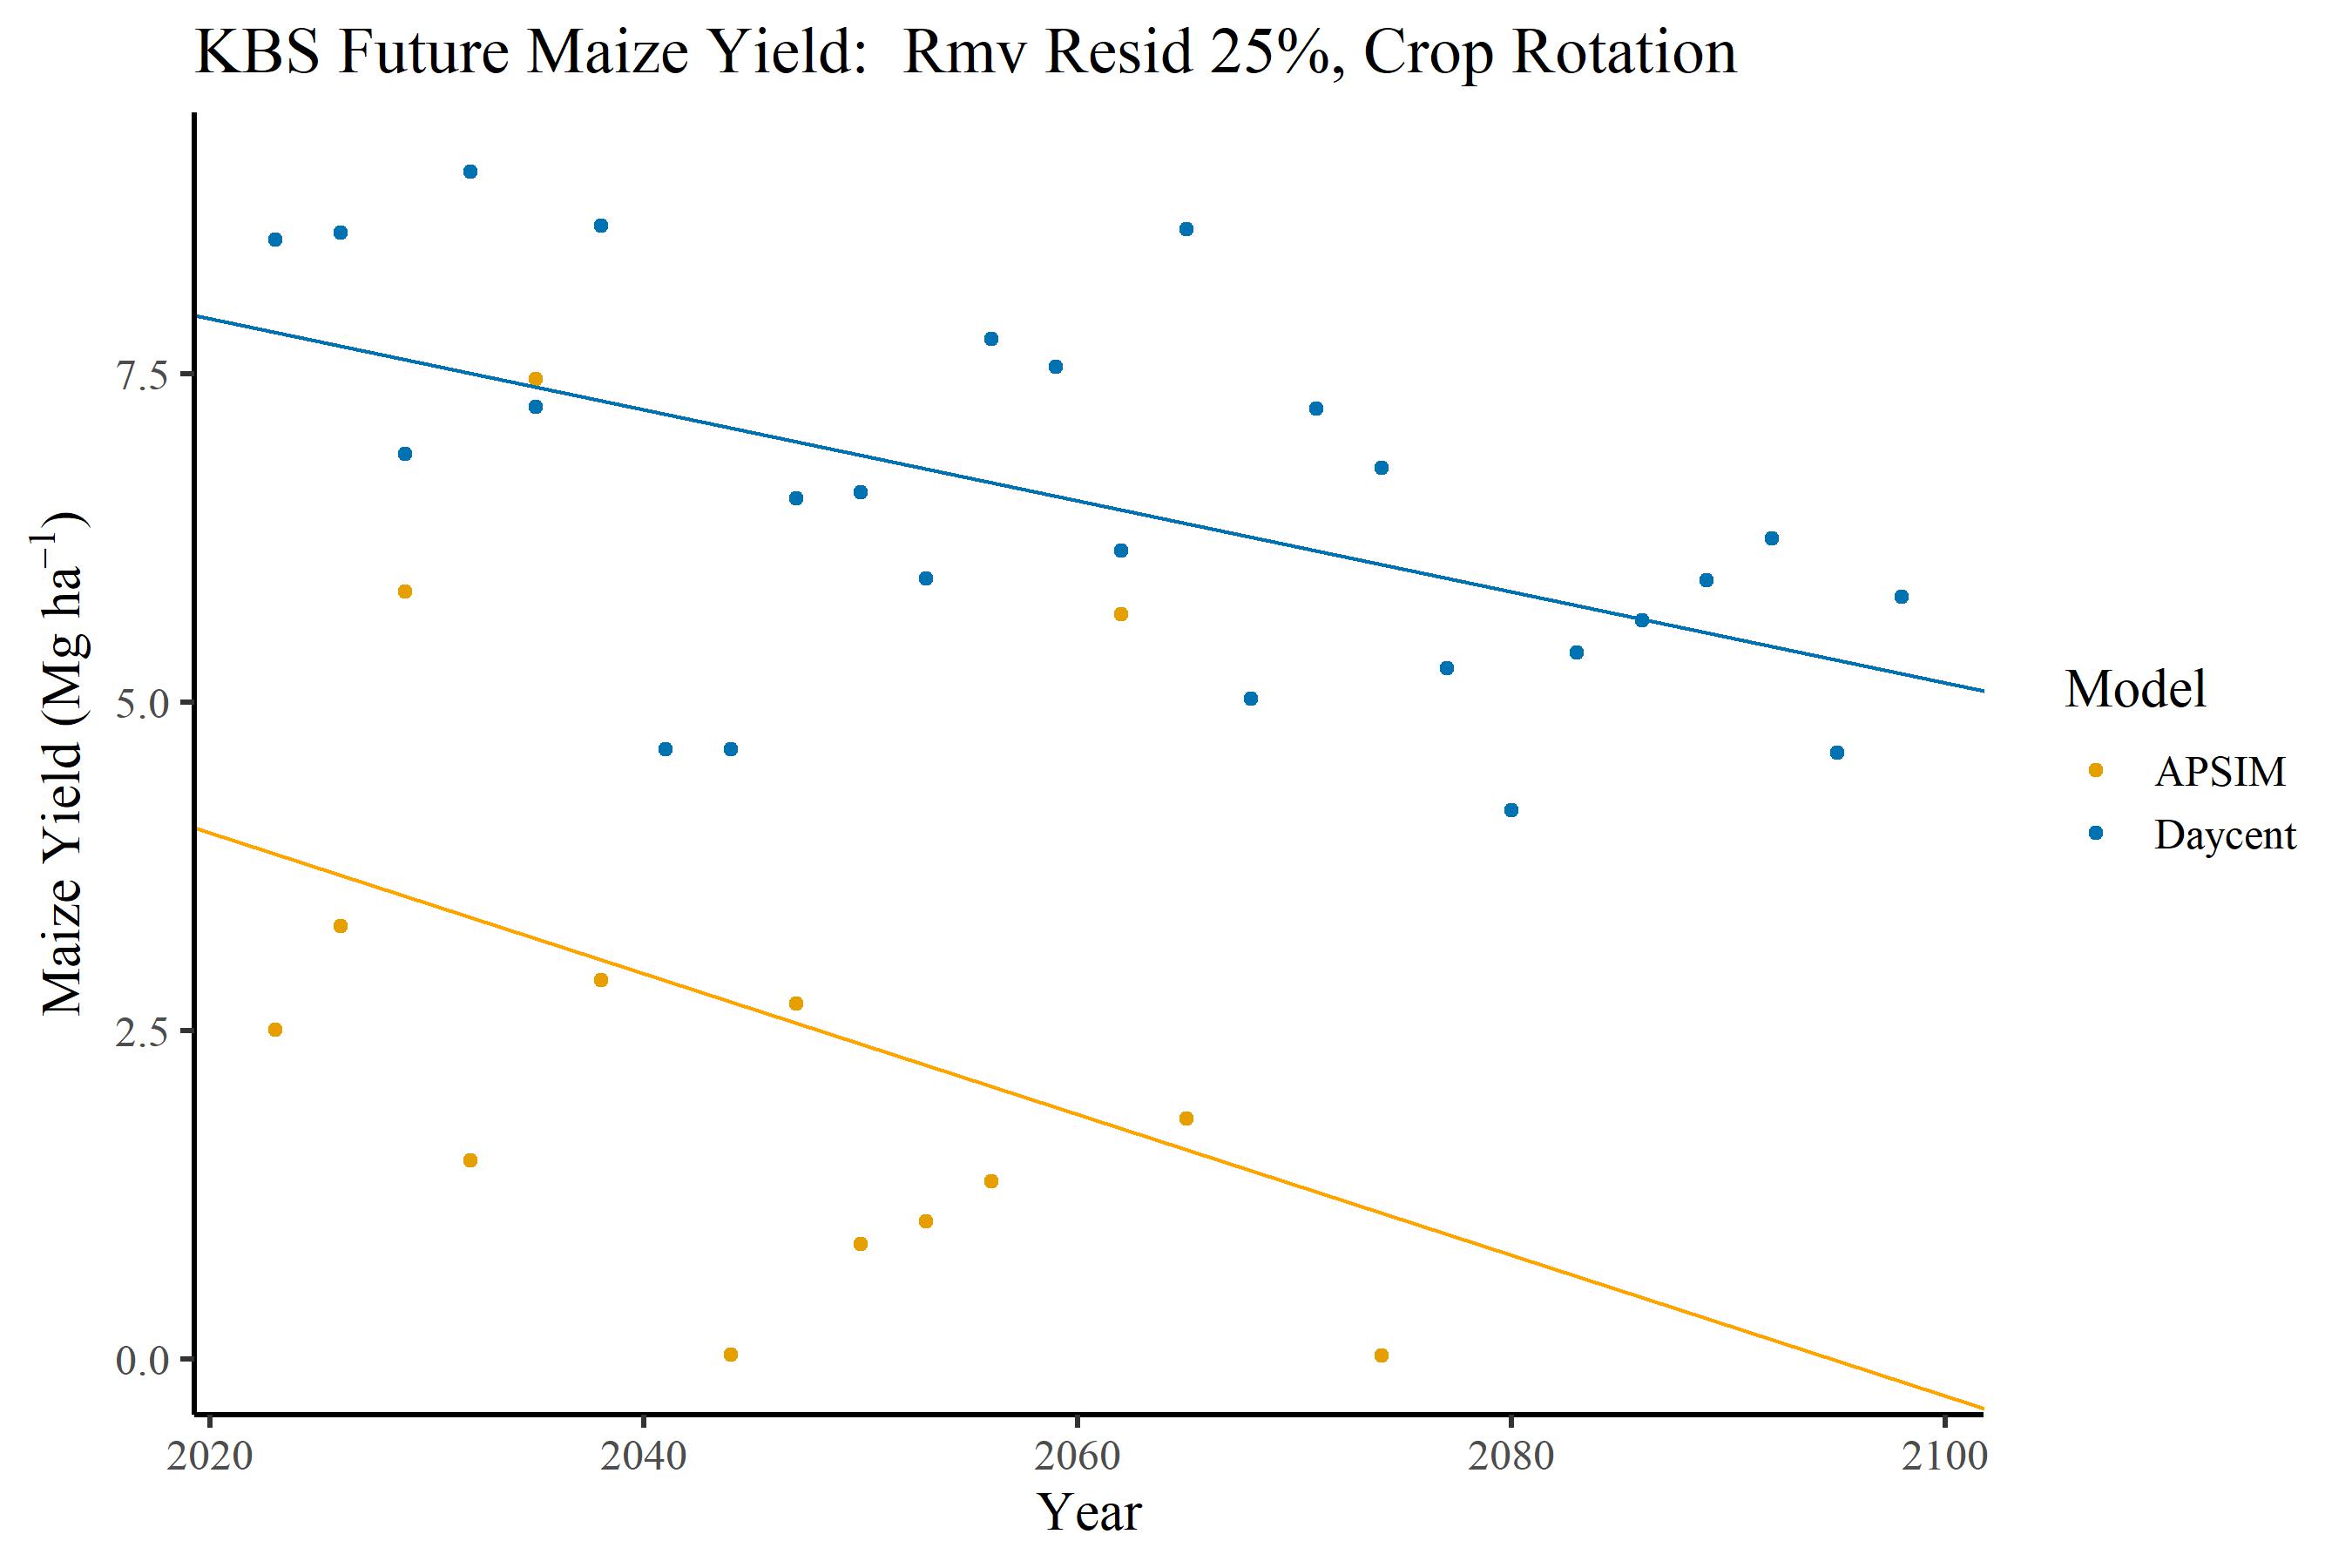 KBS Future Maize Yield:  Rmv Resid 25%, Crop Rotation
Maize Yield (Mg ha⁻¹)
7.5
5.0
2.5
0.0
2020 2040 2060 2080 2100
Year
Model
APSIM
Daycent